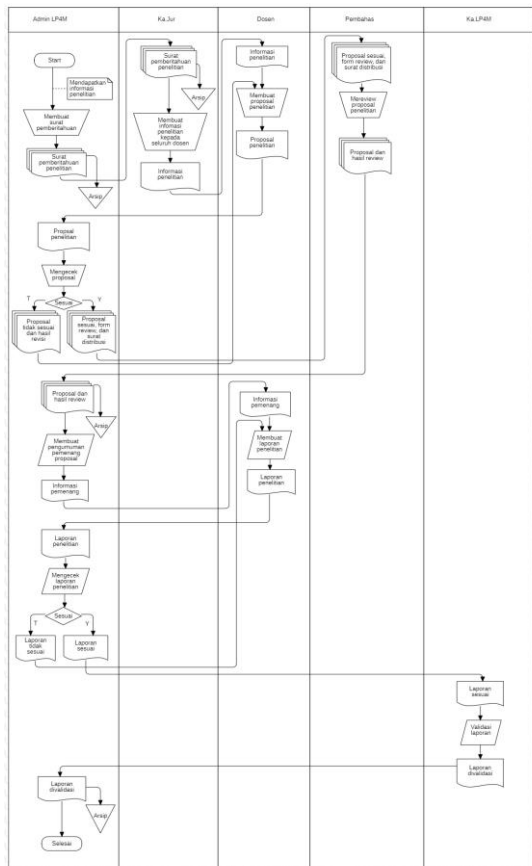 Admin LP4M
Ka.Jur
Dosen
Pembahas
Ka.LP4M
Start
Mendapatkan
informasi
penelitian
Membuat
surat
pemberitahuan
Surat
pemberitahuan
penelitian
Arsip
Surat
pemberitahuan
penelitian
Arsip
Membuat
infomasi
penelitian
kepada
seluruh dosen
Informasi
penelitian
Informasi
penelitian
Membuat
proposal
penelitian
Proposal
penelitian
Proposal sesuai,
form review, dan
surat distribusi
Mereview
proposal
penelitian
Proposal dan
hasil review
Propsal
penelitian
Mengecek
proposal
Sesuai
T
Y
Proposal
tidak sesuai
dan hasil
revisi
Proposal
sesuai, form
review, dan
surat
distribusi
Proposal dan
hasil review
Arsip
Membuat
pengumuman
pemenang
proposal
Informasi
pemenang
Informasi
pemenang
Membuat
laporan
penelitian
Laporan
penelitian
Laporan
penelitian
Mengecek
laporan
penelitian
Sesuai
T
Y
Laporan
tidak
sesuai
Laporan
sesuai
Laporan
sesuai
Validasi
laporan
Laporan
divalidasi
Laporan
divalidasi
Arsip
Selesai